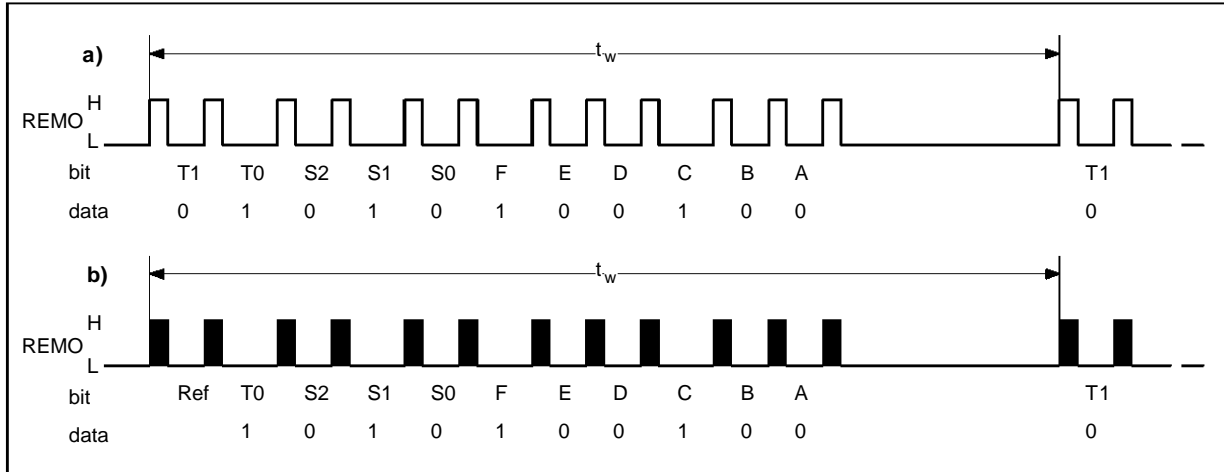 a)
t_w
H
REMO
L
bit T1 T0 S2 S1 S0 F E D C B A T1
data 0 1 0 1 0 1 0 0 1 0 0 0
b)
t_w
H
REMO
L
bit Ref T0 S2 S1 S0 F E D C B A T1
data 1 0 1 0 1 0 0 1 0 0 0